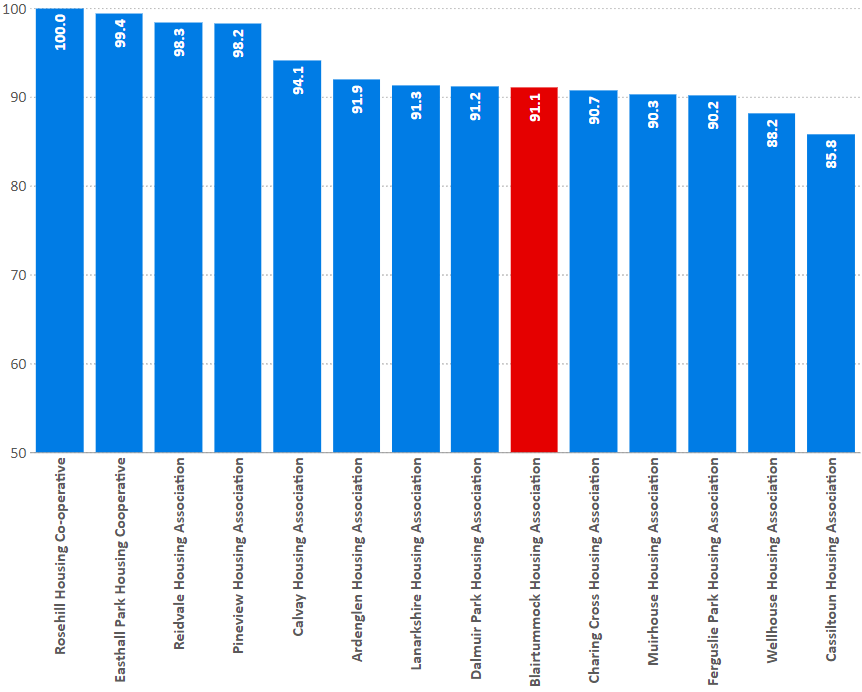 100
90
80
70
60
50
100.0
99.4
98.3
98.2
94.1
91.9
91.3
91.2
91.1
90.7
90.3
90.2
88.2
85.8
Rosehill Housing Co-operative
Easthall Park Housing Cooperative
Reidvale Housing Association
Pineview Housing Association
Calvay Housing Association
Ardenglen Housing Association
Lanarkshire Housing Association
Dalmuir Park Housing Association
Blairtummock Housing Association
Charing Cross Housing Association
Muirhouse Housing Association
Ferguslie Park Housing Association
Wellhouse Housing Association
Cassiltoun Housing Association